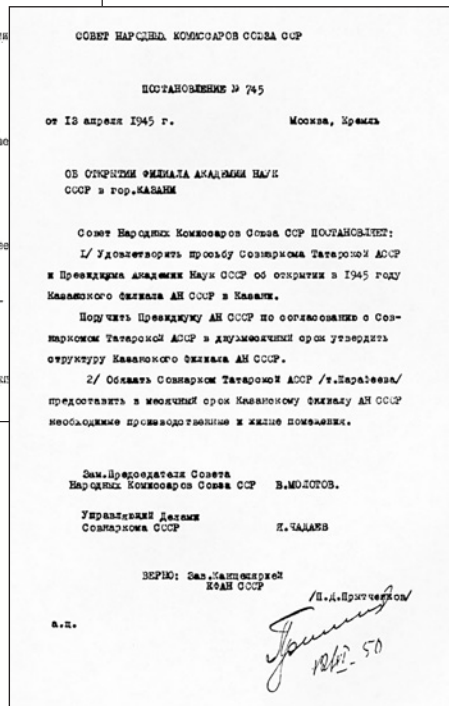 СОВЕТ НАРОДНЫХ КОМИССАРОВ СОЮЗА ССР
ПОСТАНОВЛЕНИЕ № 745
от 13 апреля 1945 г. Москва, Кремль
ОБ ОТКРЫТИИ ФИЛИАЛА АКАДЕМИИ НАУК
СССР в гор.КАЗАНИ
Совет Народных Комиссаров Союза ССР ПОСТАНОВЛЯЕТ:
1/ Удовлетворить просьбу Совнаркома Татарской АССР
и Президиума Академии Наук СССР об открытии в 1945 году
Казанского филиала АН СССР в Казани.
Поручить Президиуму АН СССР по согласованию с Сов-
наркомом Татарской АССР в двухмесячный срок утвердить
структуру Казанского Филиала АН СССР.
2/ Обязать Совнарком Татарской АССР /т.Шарафеева/
предоставить в месячный срок Казанскому филиалу АН СССР
необходимые производственные и жилые помещения.
Зам.Председателя Совета
Народных Комиссаров Союза ССР В.МОЛОТОВ.
Управляющий Делами
Совнаркома СССР Я.ЧАДАЕВ
ВЕРНО: Зав.Канцелярией
КФАН СССР
/П.Д.Притченков/
а.п.